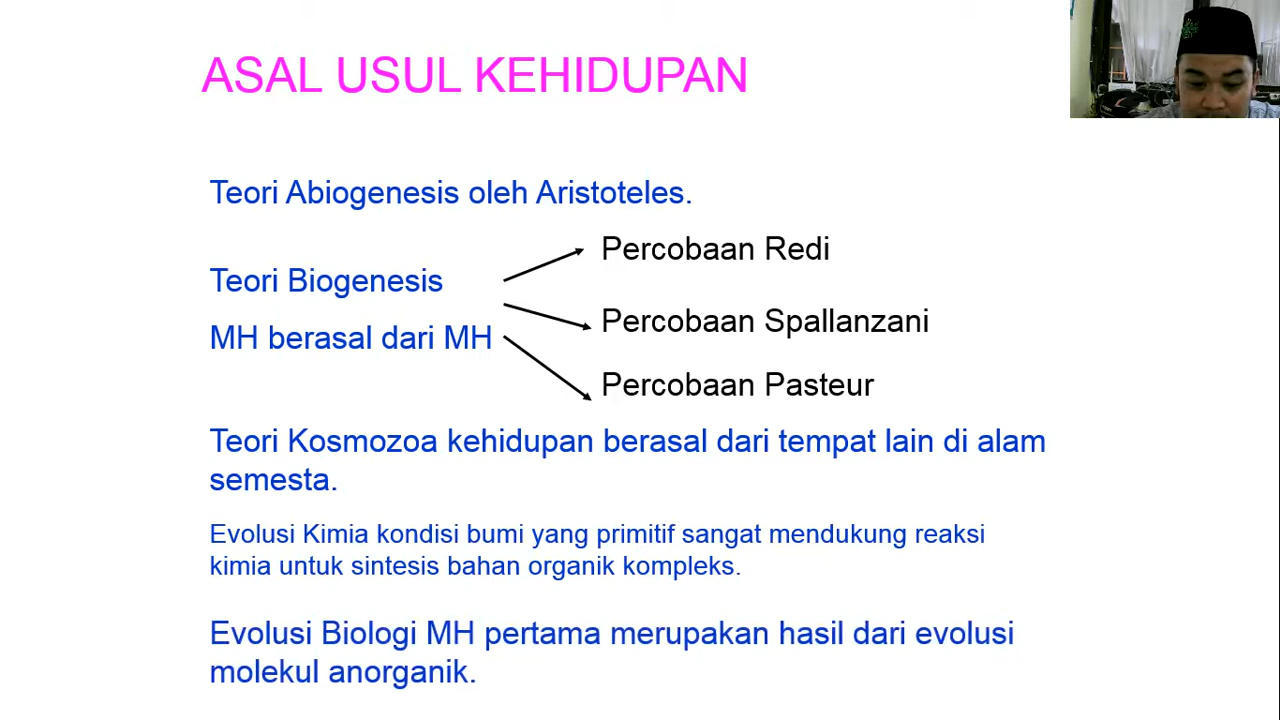 ASAL USUL KEHIDUPAN
Teori Abiogenesis oleh Aristoteles.
Percobaan Redi
Teori Biogenesis
Percobaan Spallanzani
MH berasal dari MH
Percobaan Pasteur
Teori Kosmozoa kehidupan berasal dari tempat lain di alam
semesta.
Evolusi Kimia kondisi bumi yang primitif sangat mendukung reaksi
kimia untuk sintesis bahan organik kompleks.
Evolusi Biologi MH pertama merupakan hasil dari evolusi
molekul anorganik.